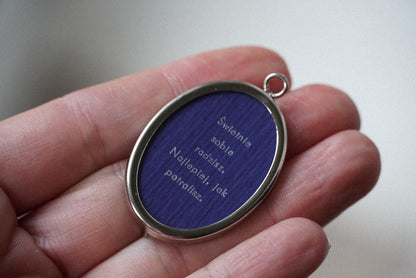 Świetnie
sobie
radzisz.
Najlepiej, jak
potrafisz.